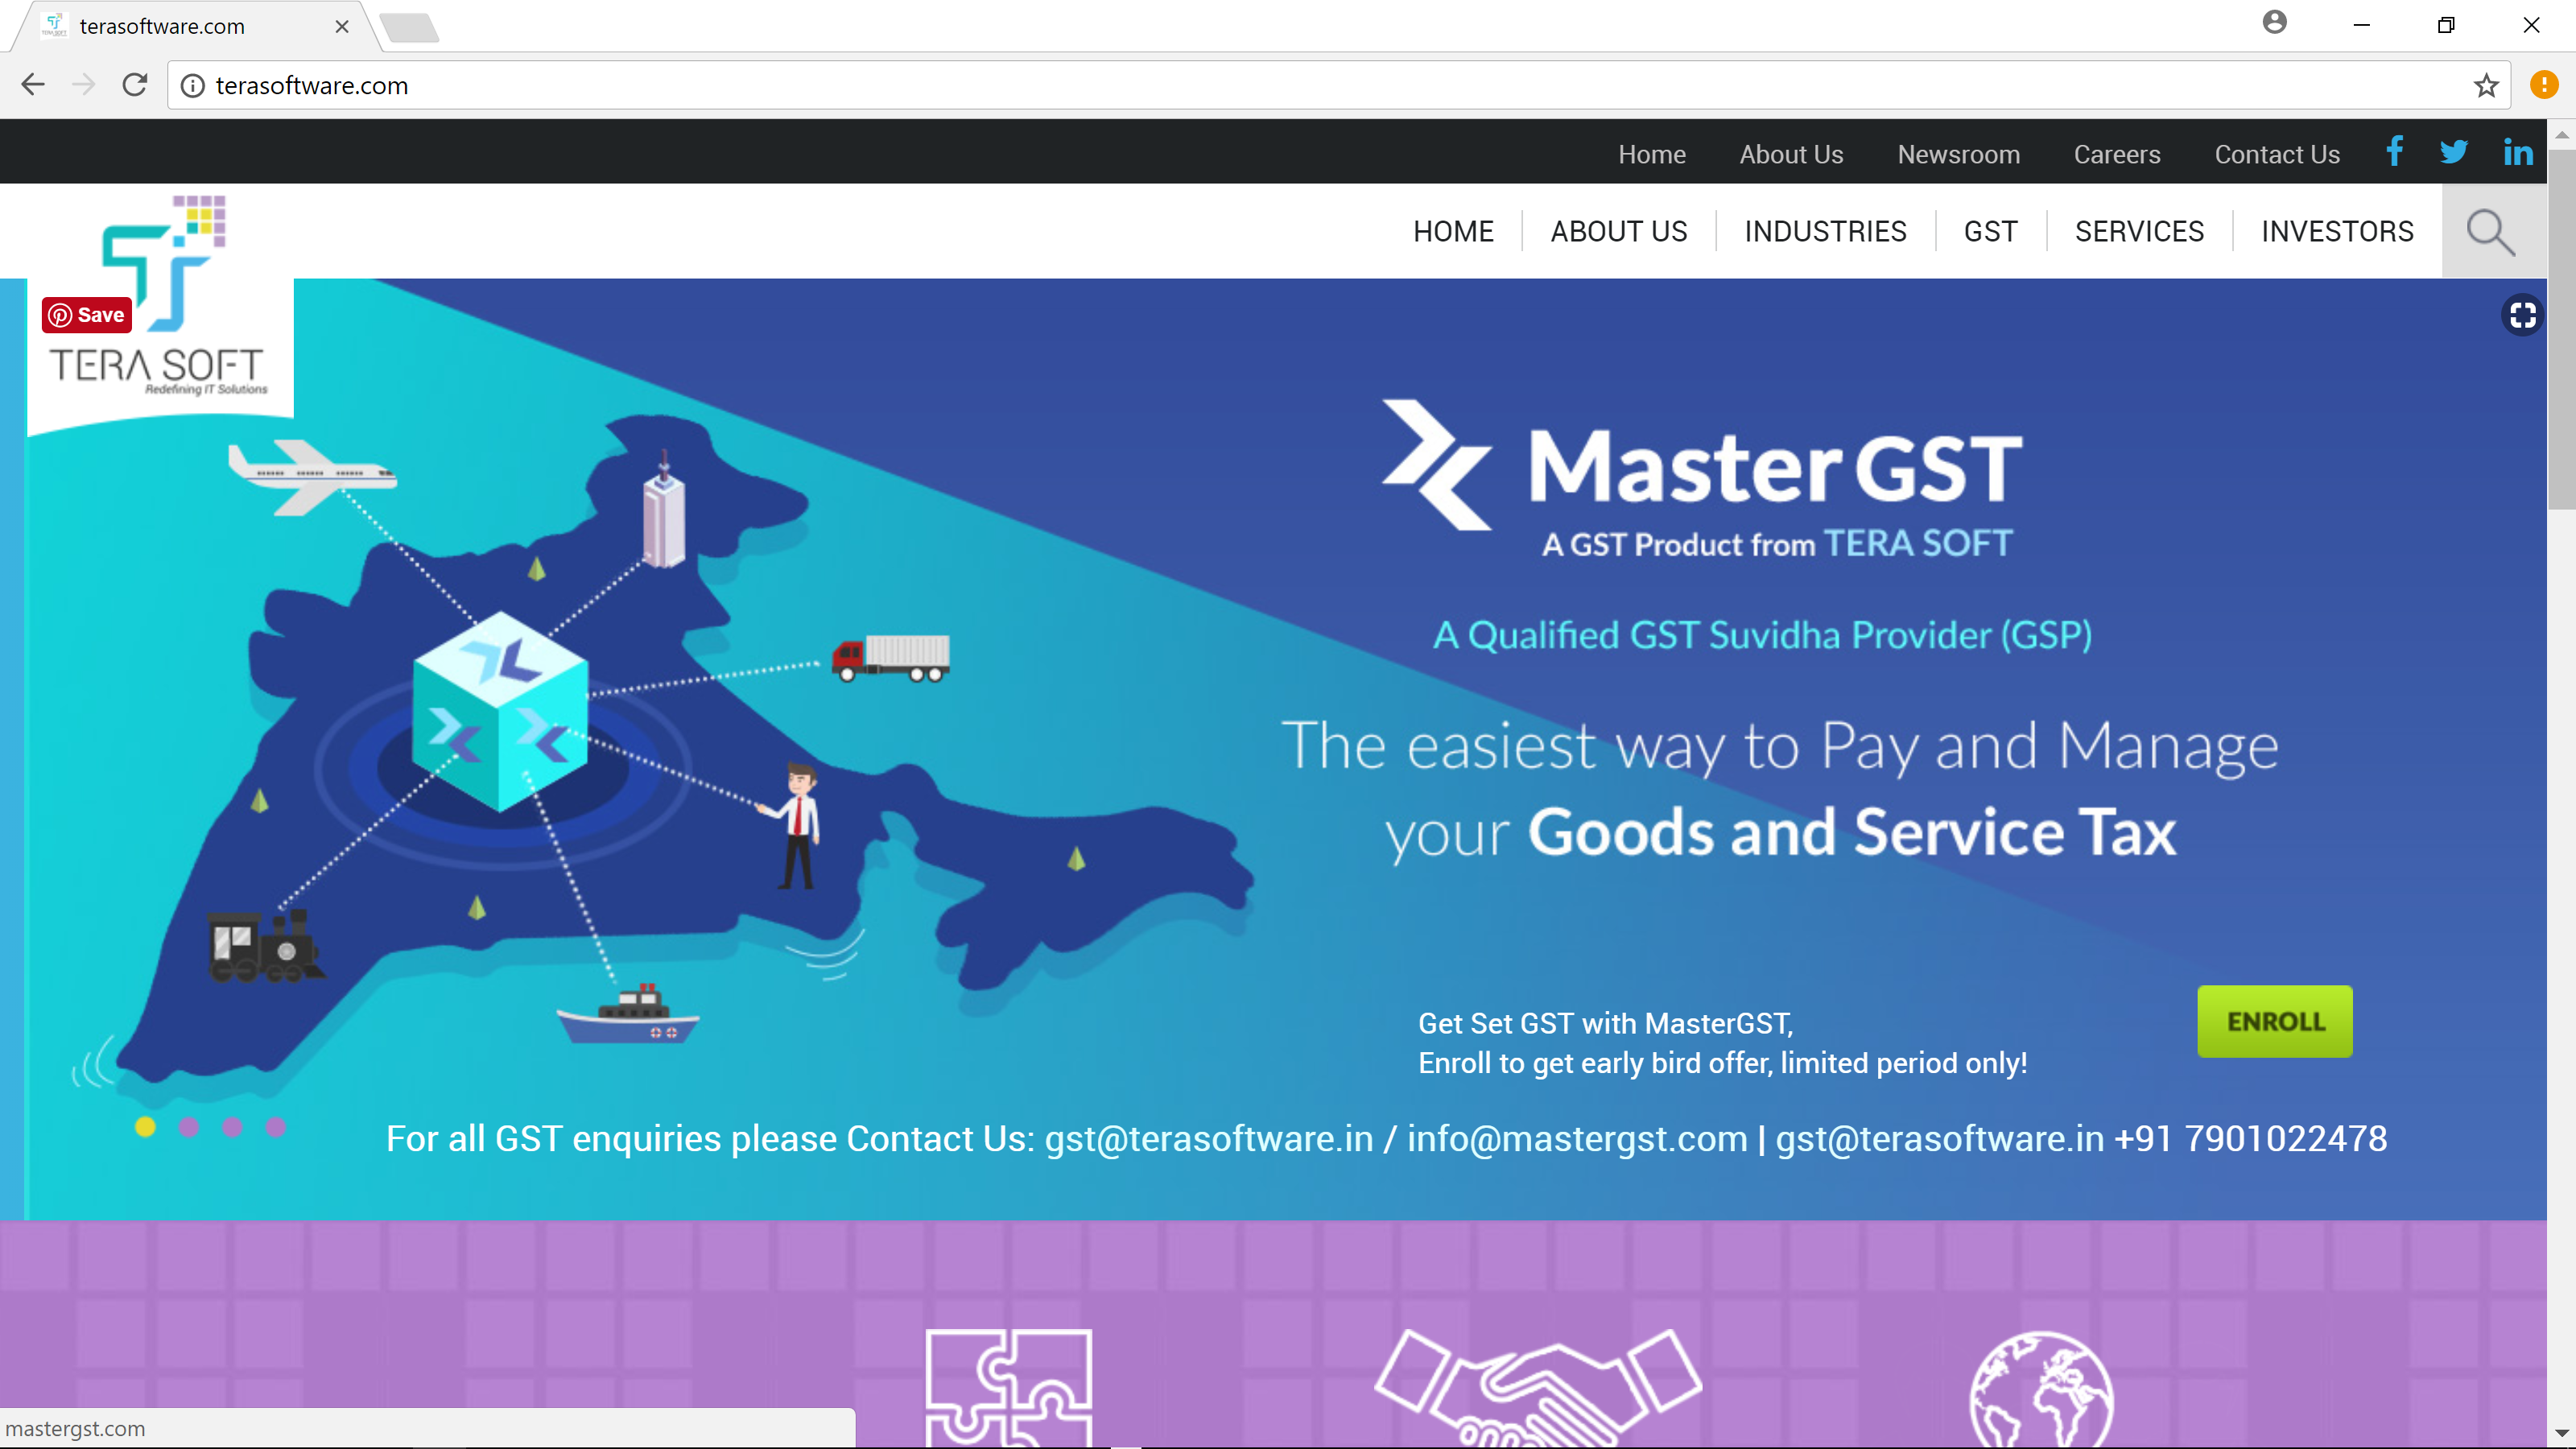 terasoftware.com
terasoftware.com
Home About Us Newsroom Careers Contact Us
HOME ABOUT US INDUSTRIES GST SERVICES INVESTORS
Save
TERA SOFT
Redefining IT Solutions
MasterGST
A GST Product from TERA SOFT
A Qualified GST Suvidha Provider (GSP)
The easiest way to Pay and Manage
your Goods and Service Tax
Get Set GST with MasterGST,
Enroll to get early bird offer, limited period only!
ENROLL
For all GST enquiries please Contact Us: gst@terasoftware.in / info@mastergst.com | gst@terasoftware.in +91 7901022478
mastergst.com